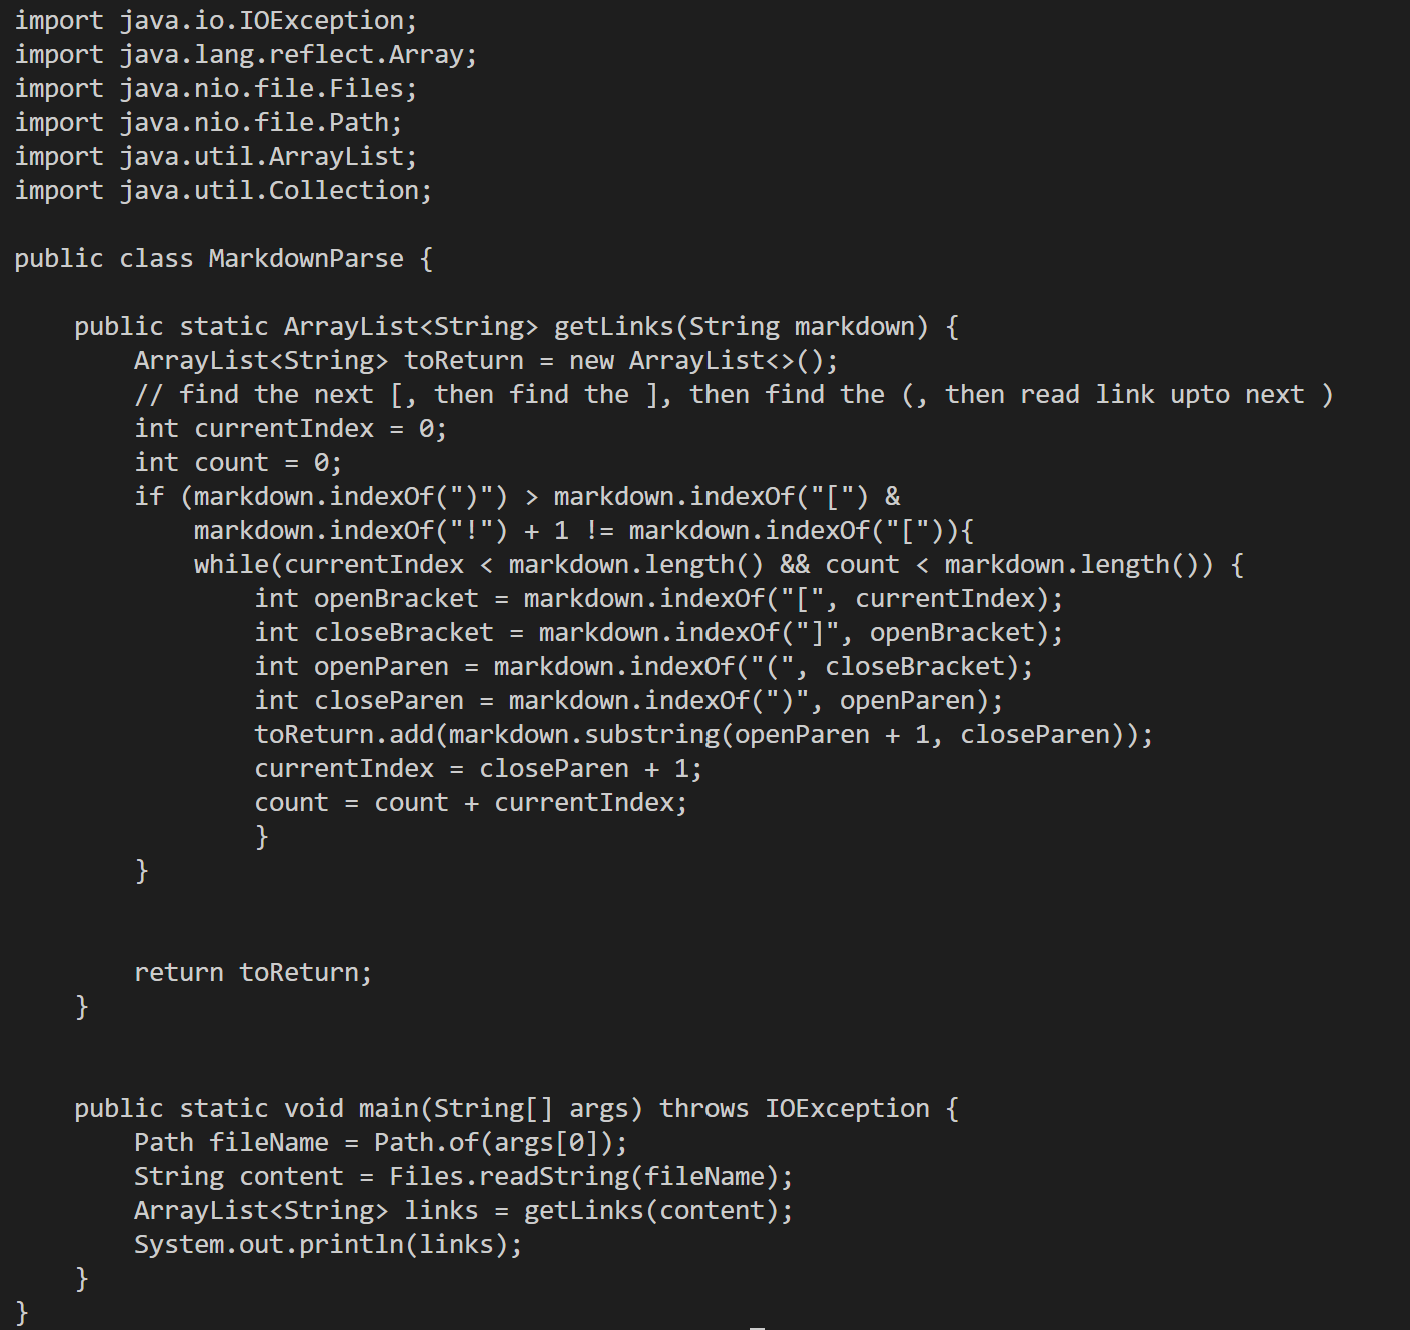 import java.io.IOException;
import java.lang.reflect.Array;
import java.nio.file.Files;
import java.nio.file.Path;
import java.util.ArrayList;
import java.util.Collection;

public class MarkdownParse {

    public static ArrayList<String> getLinks(String markdown) {
        ArrayList<String> toReturn = new ArrayList<>();
        // find the next [, then find the ], then find the (, then read link upto next )
        int currentIndex = 0;
        int count = 0;
        if (markdown.indexOf(")") > markdown.indexOf("[") &
            markdown.indexOf("!") + 1 != markdown.indexOf("[")){
            while(currentIndex < markdown.length() && count < markdown.length()) {
                int openBracket = markdown.indexOf("[", currentIndex);
                int closeBracket = markdown.indexOf("]", openBracket);
                int openParen = markdown.indexOf("(", closeBracket);
                int closeParen = markdown.indexOf(")", openParen);
                toReturn.add(markdown.substring(openParen + 1, closeParen));
                currentIndex = closeParen + 1;
                count = count + currentIndex;
                }
        }


        return toReturn;
    }


    public static void main(String[] args) throws IOException {
        Path fileName = Path.of(args[0]);
        String content = Files.readString(fileName);
        ArrayList<String> links = getLinks(content);
        System.out.println(links);
    }
}